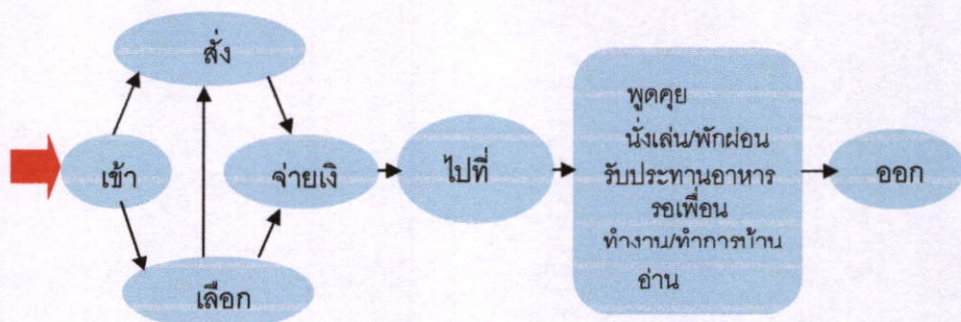 สั่ง
เข้า
จ่ายเงิ
เลือก
ไปที่
พูดคุย
นั่งเล่น/พักผ่อน
รับประทานอาหาร
รอเพื่อน
ทำงาน/ทำการบ้าน
อ่าน
ออก